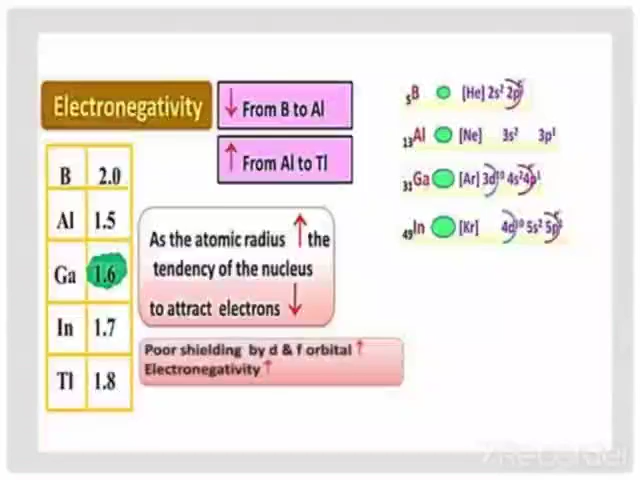 Electronegativity
↓ From B to Al
↑ From Al to Tl
B 2.0
Al 1.5
Ga 1.6
In 1.7
Tl 1.8
As the atomic radius ↑ the
tendency of the nucleus
to attract electrons ↓
Poor shielding by d & f orbital ↑
Electronegativity ↑
₅B [He] 2s² 2p¹
₁₃Al [Ne] 3s² 3p¹
₃₁Ga [Ar] 3d¹⁰ 4s² 4p¹
₄₉In [Kr] 4d¹⁰ 5s² 5p¹